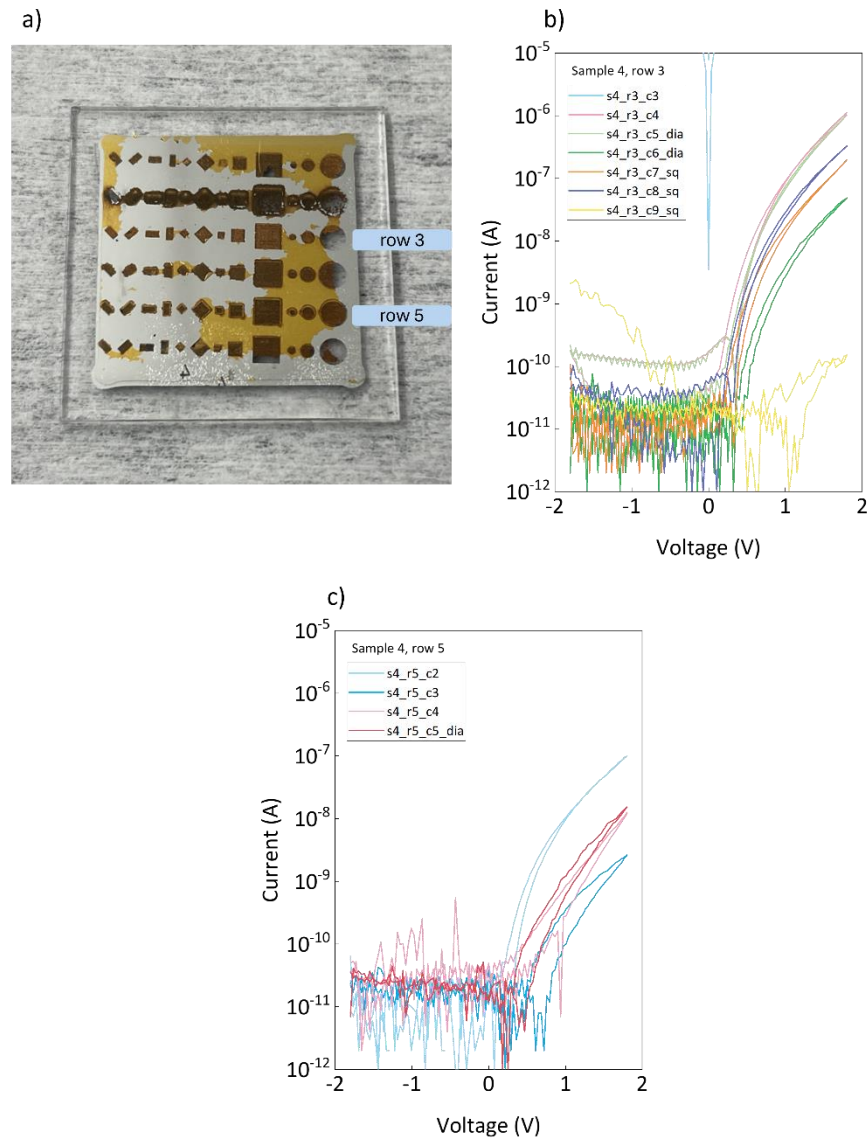 a)
row 3
row 5
b)
Sample 4, row 3
s4_r3_c3
s4_r3_c4
s4_r3_c5_dia
s4_r3_c6_dia
s4_r3_c7_sq
s4_r3_c8_sq
s4_r3_c9_sq
10-5
10-6
10-7
10-8
10-9
10-10
10-11
10-12
Current (A)
-2
-1
0
1
2
Voltage (V)
c)
Sample 4, row 5
s4_r5_c2
s4_r5_c3
s4_r5_c4
s4_r5_c5_dia
10-5
10-6
10-7
10-8
10-9
10-10
10-11
10-12
Current (A)
-2
-1
0
1
2
Voltage (V)